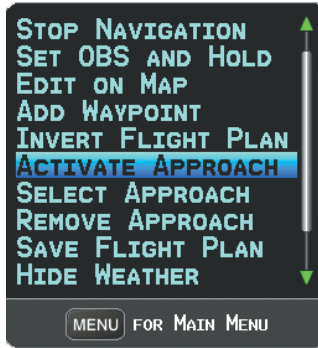 Stop Navigation
Set OBS and Hold
Edit on Map
Add Waypoint
Invert Flight Plan
Activate Approach
Select Approach
Remove Approach
Save Flight Plan
Hide Weather
MENU for Main Menu